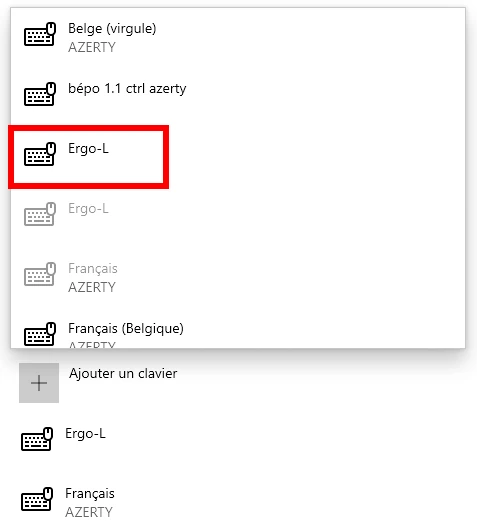 Belge (virgule)
AZERTY
bépo 1.1 ctrl azerty
Ergo-L
Ergo-L
Français
AZERTY
Français (Belgique)
AZERTY
Ajouter un clavier
Ergo-L
Français
AZERTY